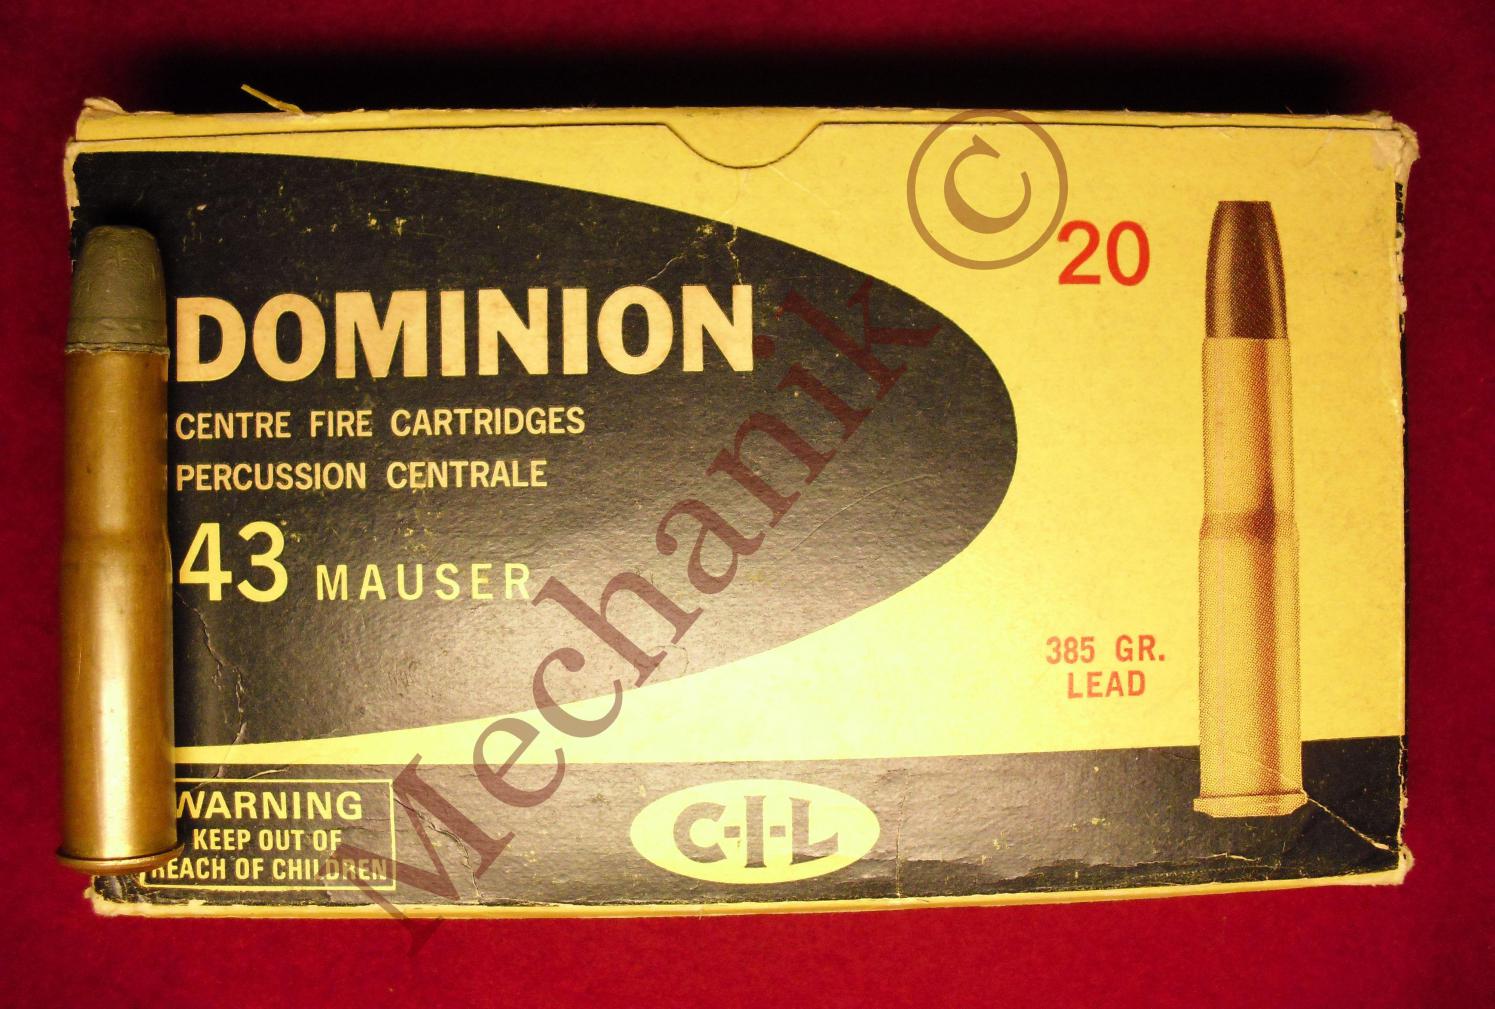 DOMINION
CENTRE FIRE CARTRIDGES
PERCUSSION CENTRALE
43 MAUSER
20
385 GR.
LEAD
WARNING
KEEP OUT OF
REACH OF CHILDREN
C-I-L
Mechanik ©